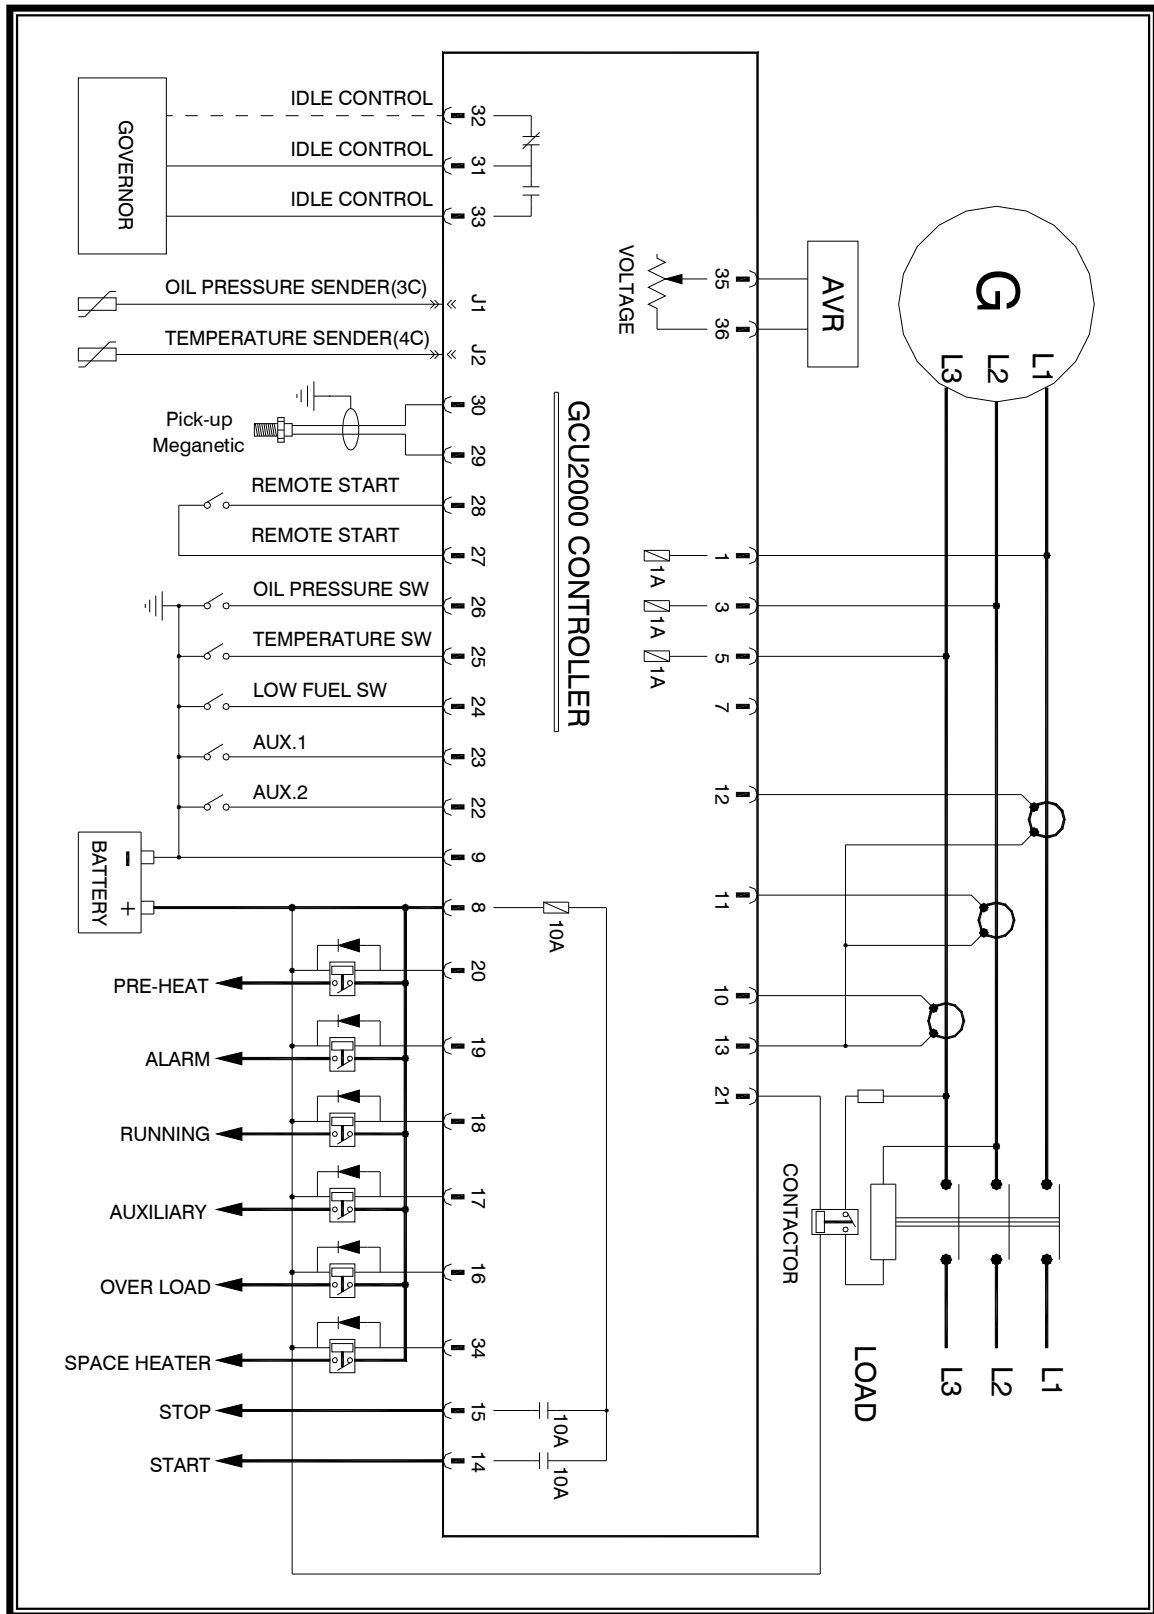 IDLE CONTROL
32
IDLE CONTROL
31
IDLE CONTROL
33
GOVERNOR
OIL PRESSURE SENDER(3C)
J1
TEMPERATURE SENDER(4C)
J2
Pick-up
Meganetic
30
29
REMOTE START
28
REMOTE START
27
OIL PRESSURE SW
26
TEMPERATURE SW
25
LOW FUEL SW
24
AUX.1
23
AUX.2
22
9
8
10A
BATTERY
-
+
PRE-HEAT
20
ALARM
19
RUNNING
18
AUXILIARY
17
OVER LOAD
16
SPACE HEATER
34
STOP
15
10A
START
14
10A
GCU2000 CONTROLLER
VOLTAGE
35
36
AVR
G
L3
L2
L1
1
1A
3
1A
5
1A
7
12
11
10
13
21
CONTACTOR
LOAD
L3
L2
L1